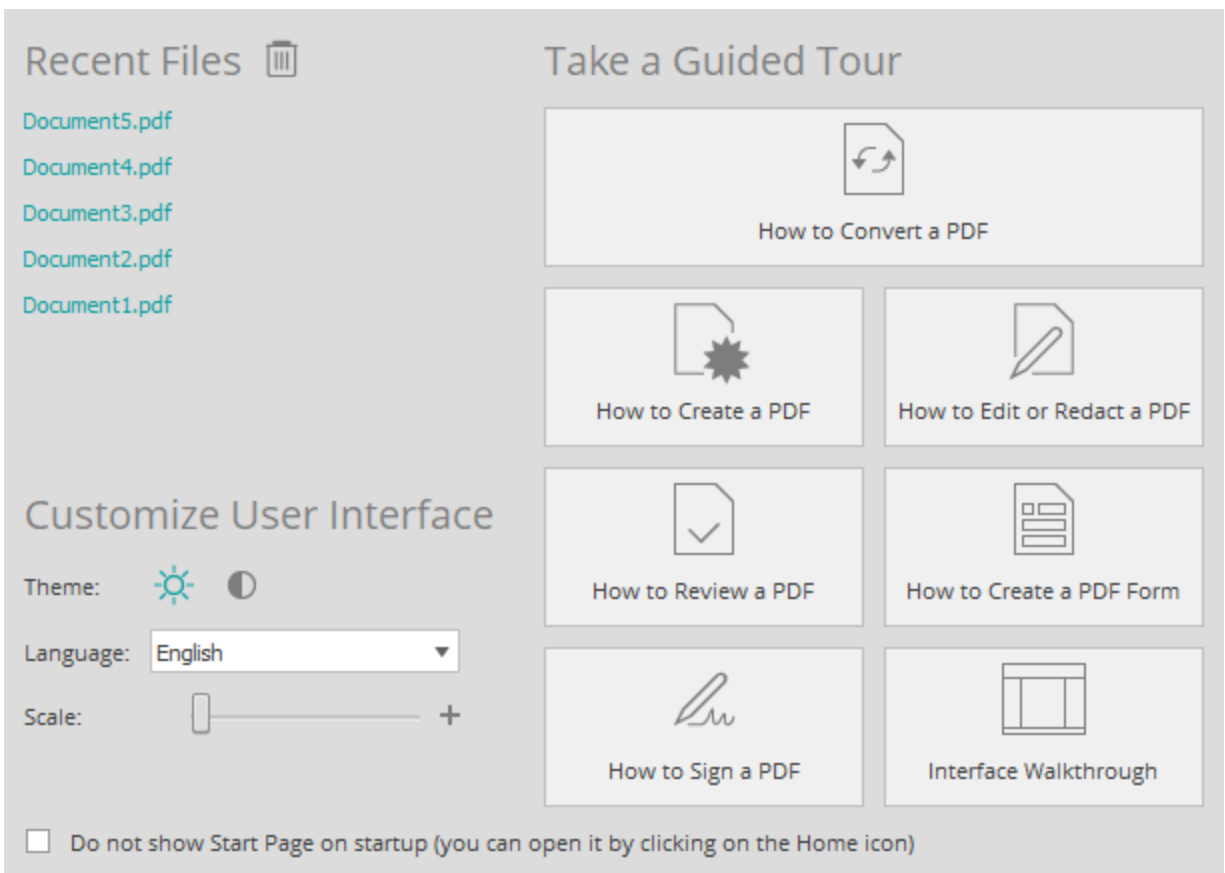 Recent Files
Document5.pdf
Document4.pdf
Document3.pdf
Document2.pdf
Document1.pdf
Customize User Interface
Theme:
Language: English
Scale:
Take a Guided Tour
How to Convert a PDF
How to Create a PDF
How to Edit or Redact a PDF
How to Review a PDF
How to Create a PDF Form
How to Sign a PDF
Interface Walkthrough
Do not show Start Page on startup (you can open it by clicking on the Home icon)